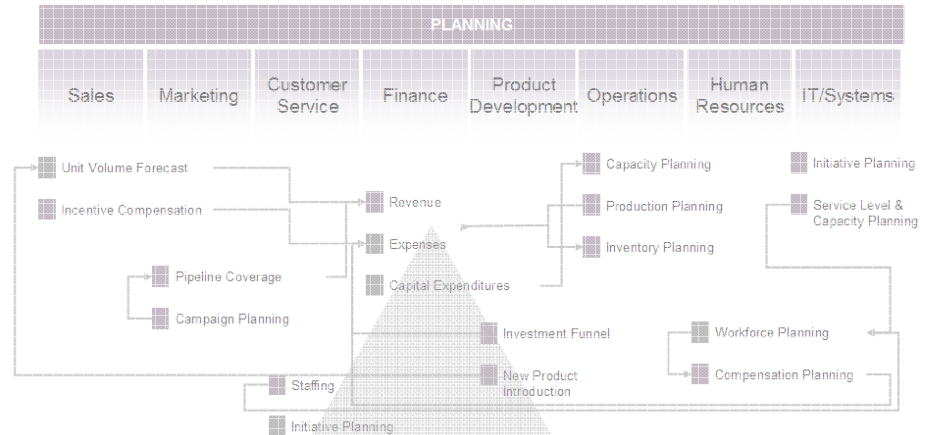 PLANNING
Sales
Marketing
Customer
Service
Finance
Product
Development
Operations
Human
Resources
IT/Systems
Unit Volume Forecast
Incentive Compensation
Pipeline Coverage
Campaign Planning
Staffing
Initiative Planning
Revenue
Expenses
Capital Expenditures
Investment Funnel
New Product
Introduction
Capacity Planning
Production Planning
Inventory Planning
Workforce Planning
Compensation Planning
Initiative Planning
Service Level &
Capacity Planning